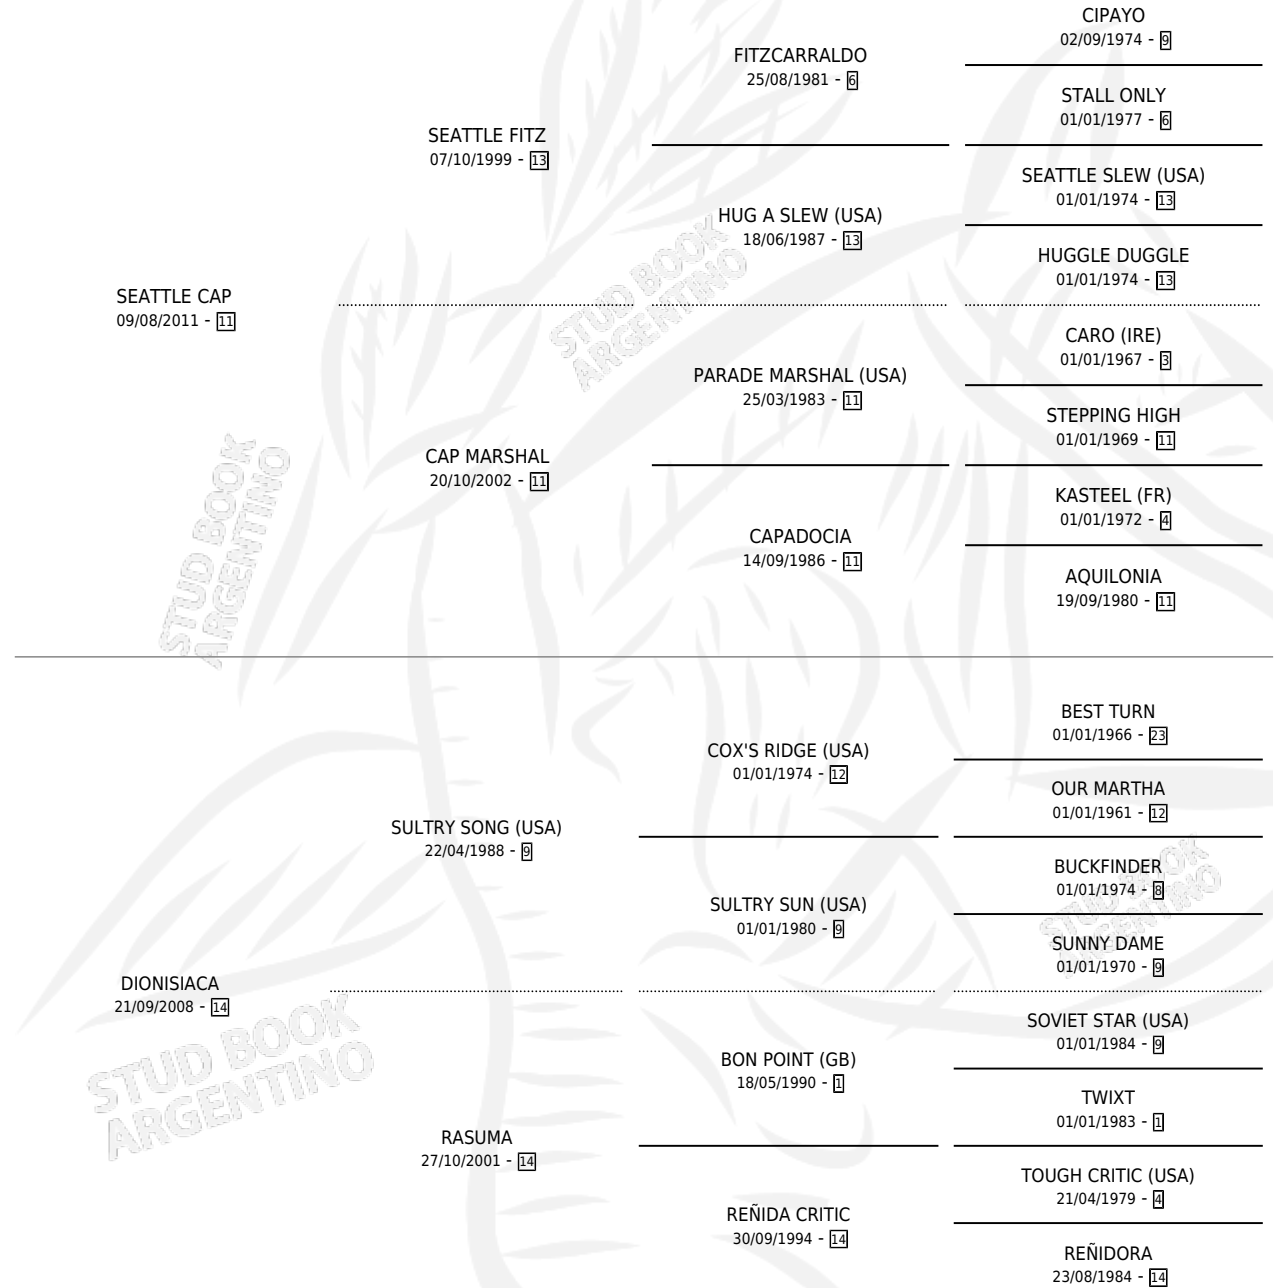 CIPAYO
02/09/1974 - 9
FITZCARRALDO
25/08/1981 - 6
STALL ONLY
01/01/1977 - 6
SEATTLE FITZ
07/10/1999 - 13
SEATTLE SLEW (USA)
01/01/1974 - 13
HUG A SLEW (USA)
18/06/1987 - 13
HUGGLE DUGGLE
01/01/1974 - 13
SEATTLE CAP
09/08/2011 - 11
STUD BOOK
ARGENTINO
CARO (IRE)
01/01/1967 - 3
PARADE MARSHAL (USA)
25/03/1983 - 11
STEPPING HIGH
01/01/1969 - 11
CAP MARSHAL
20/10/2002 - 11
KASTEEL (FR)
01/01/1972 - 4
CAPADOCIA
14/09/1986 - 11
AQUILONIA
19/09/1980 - 11
STUD BOOK
ARGENTINO
BEST TURN
01/01/1966 - 23
COX'S RIDGE (USA)
01/01/1974 - 12
OUR MARTHA
01/01/1961 - 12
SULTRY SONG (USA)
22/04/1988 - 9
BUCKFINDER
01/01/1974 - 8
SULTRY SUN (USA)
01/01/1980 - 9
STUD BOOK
ARGENTINO
SUNNY DAME
01/01/1970 - 9
DIONISIACA
21/09/2008 - 14
SOVIET STAR (USA)
01/01/1984 - 9
BON POINT (GB)
18/05/1990 - 1
STUD BOOK
ARGENTINO
TWIXT
01/01/1983 - 1
RASUMA
27/10/2001 - 14
TOUGH CRITIC (USA)
21/04/1979 - 4
REÑIDA CRITIC
30/09/1994 - 14
REÑIDORA
23/08/1984 - 14